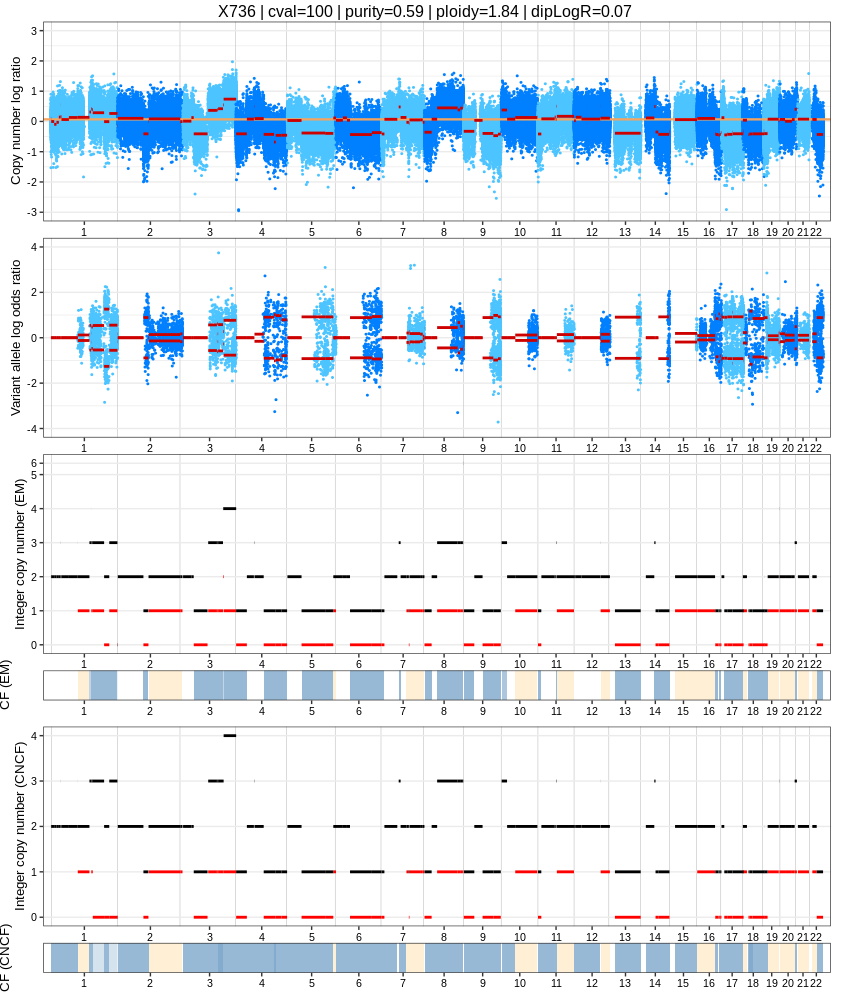 X736 | cval=100 | purity=0.59 | ploidy=1.84 | dipLogR=0.07
Copy number log ratio
3
2
1
0
-1
-2
-3
1 2 3 4 5 6 7 8 9 10 11 12 13 14 15 16 17 18 19 20 21 22
Variant allele log odds ratio
4
2
0
-2
-4
1 2 3 4 5 6 7 8 9 10 11 12 13 14 15 16 17 18 19 20 21 22
Integer copy number (EM)
6
5
4
3
2
1
0
1 2 3 4 5 6 7 8 9 10 11 12 13 14 15 16 17 18 19 20 21 22
CF (EM)
1 2 3 4 5 6 7 8 9 10 11 12 13 14 15 16 17 18 19 20 21 22
Integer copy number (CNCF)
4
3
2
1
0
1 2 3 4 5 6 7 8 9 10 11 12 13 14 15 16 17 18 19 20 21 22
CF (CNCF)
1 2 3 4 5 6 7 8 9 10 11 12 13 14 15 16 17 18 19 20 21 22